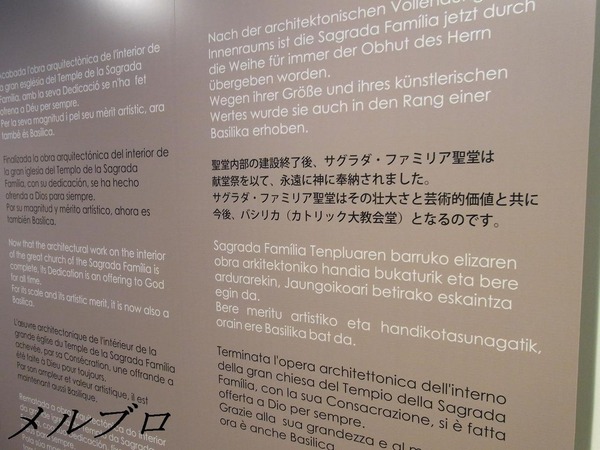 Acabada l'obra arquitectònica de l'interior de
la gran església del Temple de la Sagrada
Família, amb la seva Dedicació se n'ha fet
ofrena a Déu per sempre.
Per la seva magnitud i pel seu mèrit artístic, ara
també és Basílica.
Finalizada la obra arquitectónica del interior de
la gran iglesia del Templo de la Sagrada
Familia, con su dedicación, se ha hecho
ofrenda a Dios para siempre.
Por su magnitud y mérito artístico, ahora es
también Basílica.
Now that the architectural work on the interior
of the great church of the Sagrada Família is
complete, its Dedication is an offering to God
for all time.
For its scale and its artistic merit, it is now also a
Basilica.
L'œuvre architectonique de l'intérieur de la
grande église du Temple de la Sagrada Família
achevée, par sa Consécration, une offrande a
été faite à Dieu pour toujours.
Par son ampleur et valeur artistique, il est
maintenant aussi Basilique.
メルブロ
Nach der architektonischen
Innenraums ist die Sagrada Família jetzt durch
die Weihe für immer der Obhut des Herrn
übergeben worden.
Wegen ihrer Größe und ihres künstlerischen
Wertes wurde sie auch in den Rang einer
Basilika erhoben.
聖堂内部の建設終了後、サグラダ・ファミリア聖堂は
献堂祭を以て、永遠に神に奉納されました。
サグラダ・ファミリア聖堂はその壮大さと芸術的価値と共に
今後、バシリカ（カトリック大教会堂）となるのです。
Sagrada Família Tenpluaren barruko elizaren
obra arkitektoniko handia bukaturik eta bere
ardurarekin, Jaungoikoari betirako eskaintza
egin da.
Bere meritu artistiko eta handikotasunagatik,
orain ere Basilika bat da.
Terminata l'opera architettonica dell'interno
della gran chiesa del Tempio della Sagrada
Família, con la sua Consacrazione, si è fatta
offerta a Dio per sempre.
Grazie alla sua grandezza e al
ora è anche Basilica